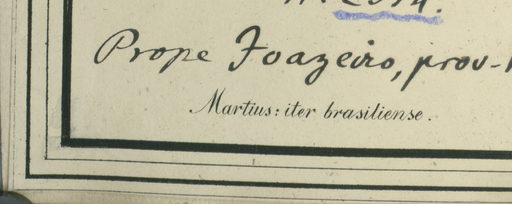 Prope Joazeiro, prov-
Martius: iter brasiliense.